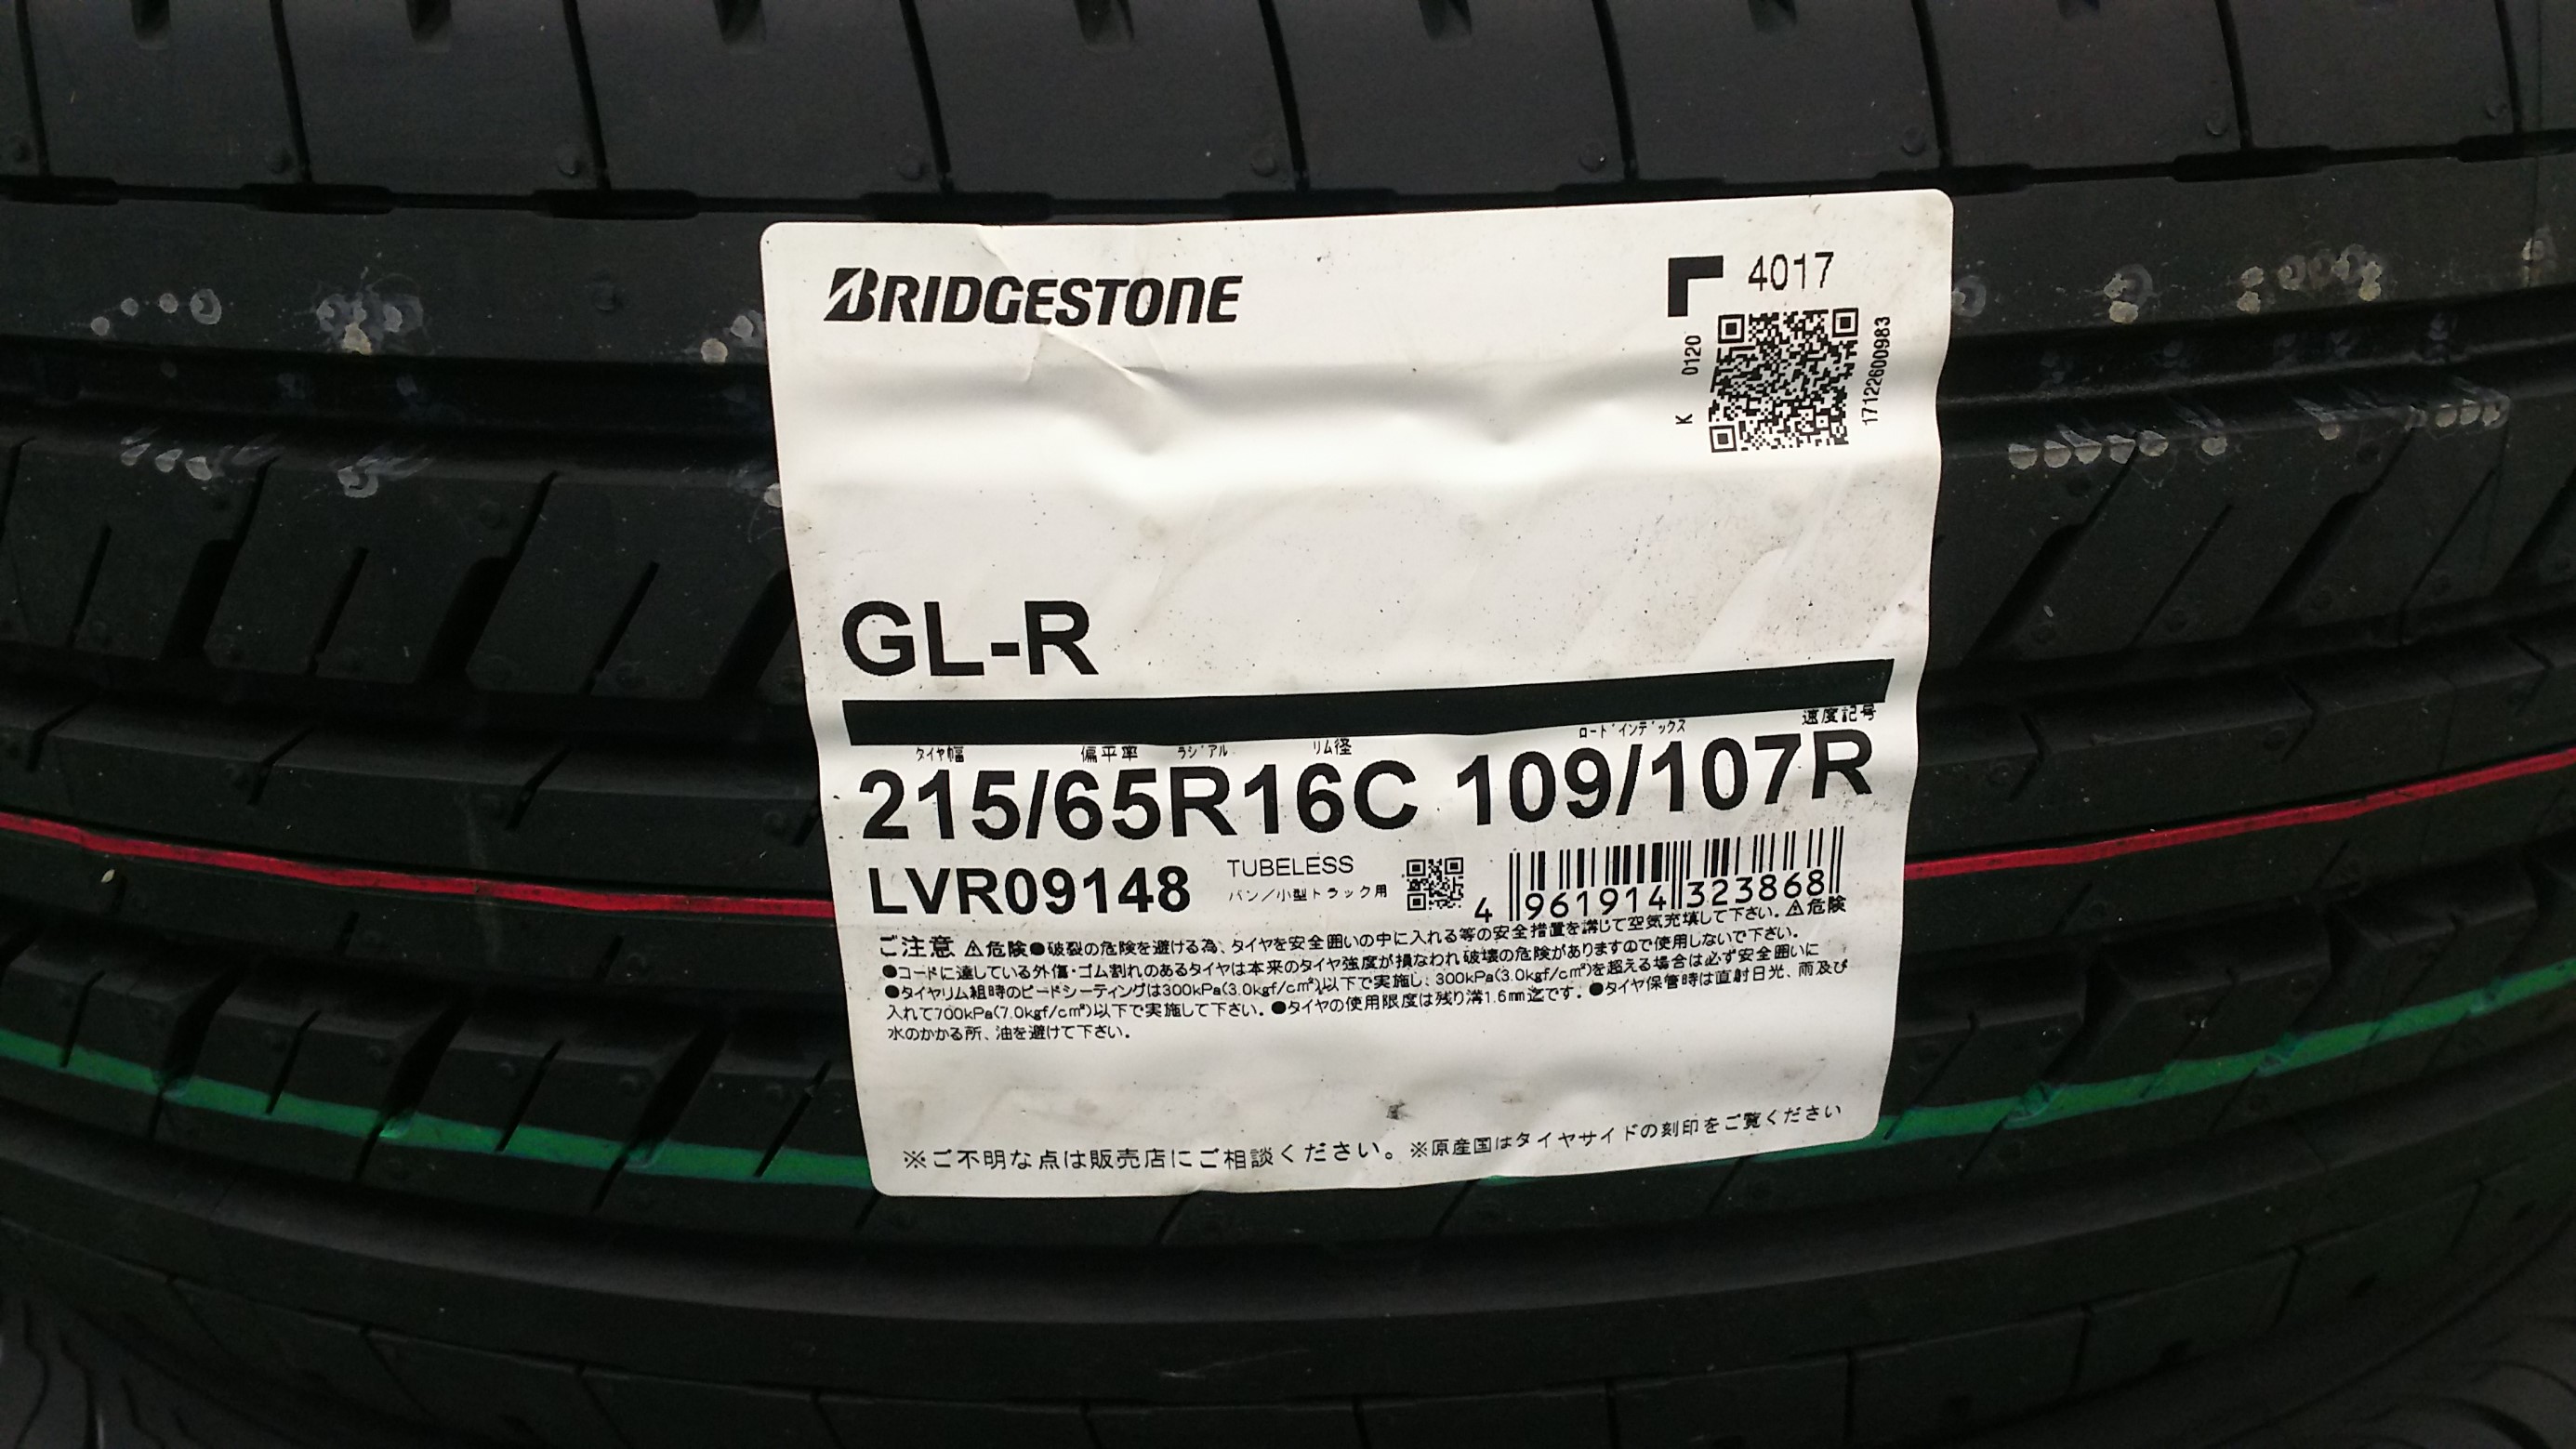 BRIDGESTONE
4017
K 0120
1712260098​3
GL-R
タイヤ幅 偏平率 ラジアル リム径 ロードインデックス 速度記号
215/65R16C 109/107R
LVR09148
TUBELESS
バン／小型トラック用
4 961914 323868
ご注意 ⚠危険●破裂の危険を避ける為、タイヤを安全囲いの中に入れる等の安全措置を講じて空気充填して下さい。⚠危険
●コードに達している外傷・ゴム割れのあるタイヤは本来のタイヤ強度が損なわれ破壊の危険がありますので使用しないで下さい。
●タイヤリム組時のビードシーティングは300kPa(3.0kgf/c㎡)以下で実施し、300kPa(3.0kgf/c㎡)を超える場合は必ず安全囲いに
入れて700kPa(7.0kgf/c㎡)以下で実施して下さい。●タイヤの使用限度は残り溝1.6mm迄です。●タイヤ保管時は直射日光、雨及び
水のかかる所、油を避けて下さい。
※ご不明な点は販売店にご相談ください。※原産国はタイヤサイドの刻印をご覧ください